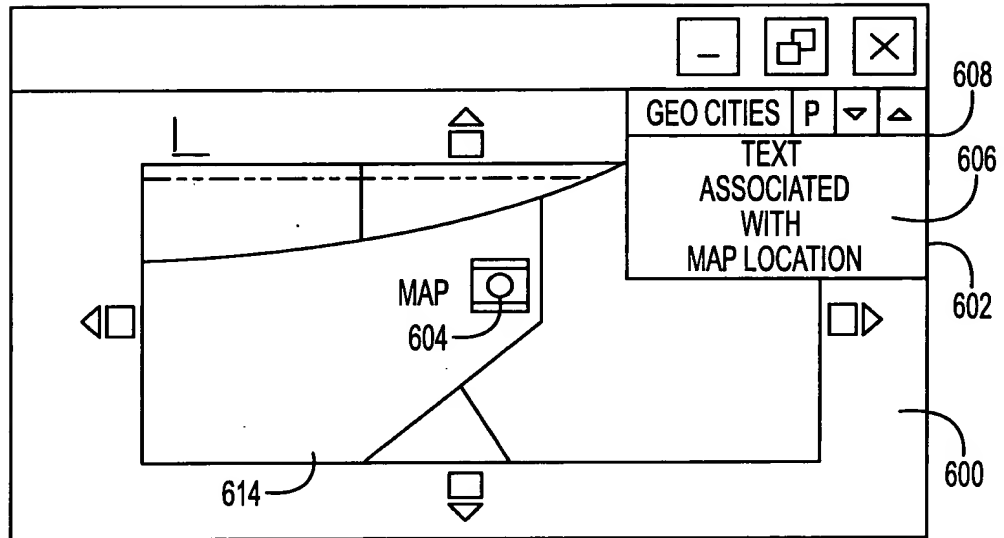 608
GEO CITIES P
TEXT
ASSOCIATED
WITH
MAP LOCATION
606
602
MAP
604
600
614